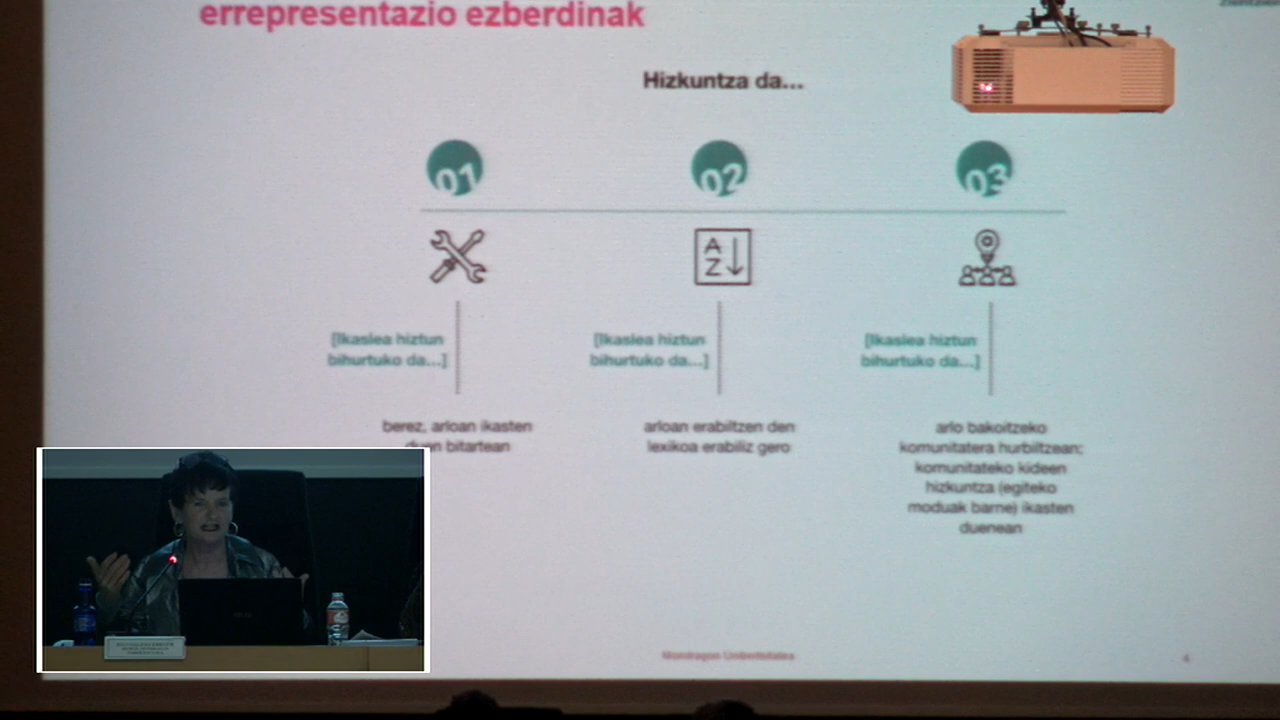 errepresentazio ezberdinak
Hizkuntza da...
01
02
03
A
Z
[Ikaslea hiztun
bihurtuko da...]
[Ikaslea hiztun
bihurtuko da...]
[Ikaslea hiztun
bihurtuko da...]
berez, arloan ikasten
duen bitartean
arloan erabiltzen den
lexikoa erabiliz gero
arlo bakoitzeko
komunitatera hurbiltzean;
komunitateko kideen
hizkuntza (egiteko
moduak barne) ikasten
duenean
Mondragon Unibertsitatea
4